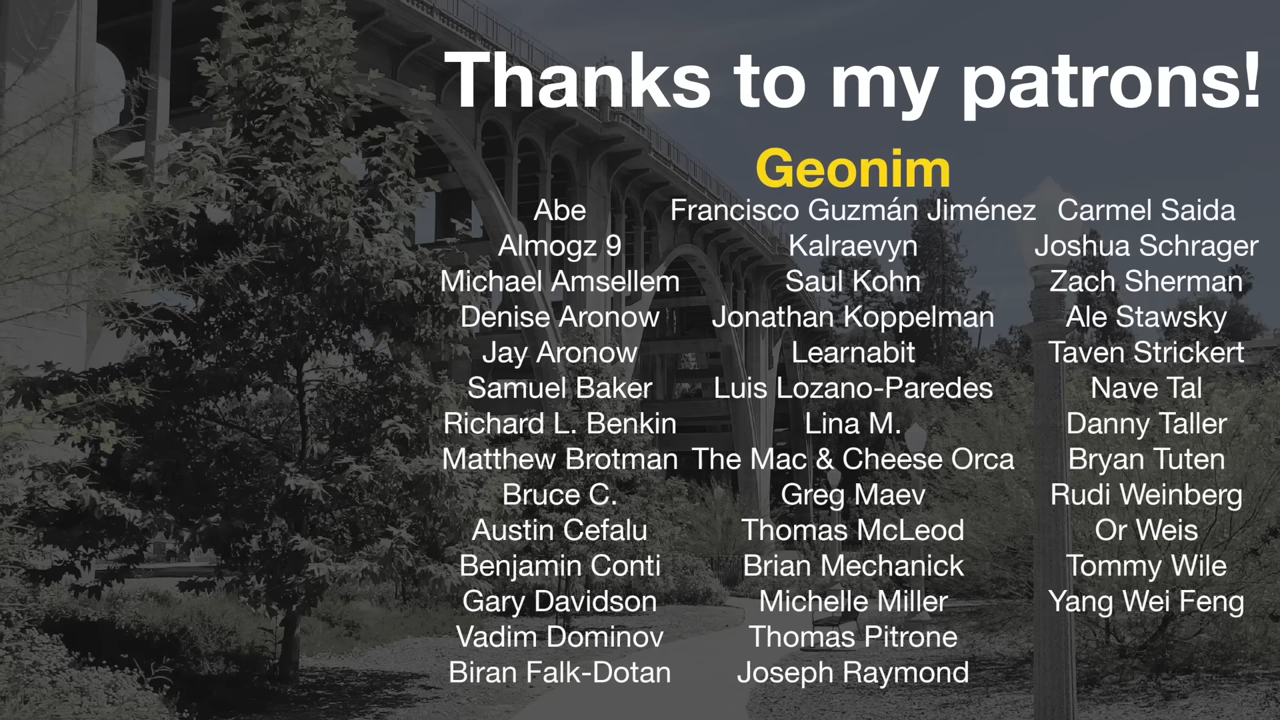 Thanks to my patrons!
Geonim
Abe
Almogz 9
Michael Amsellem
Denise Aronow
Jay Aronow
Samuel Baker
Richard L. Benkin
Matthew Brotman
Bruce C.
Austin Cefalu
Benjamin Conti
Gary Davidson
Vadim Dominov
Biran Falk-Dotan
Francisco Guzmán Jiménez
Kalraevyn
Saul Kohn
Jonathan Koppelman
Learnabit
Luis Lozano-Paredes
Lina M.
The Mac & Cheese Orca
Greg Maev
Thomas McLeod
Brian Mechanick
Michelle Miller
Thomas Pitrone
Joseph Raymond
Carmel Saida
Joshua Schrager
Zach Sherman
Ale Stawsky
Taven Strickert
Nave Tal
Danny Taller
Bryan Tuten
Rudi Weinberg
Or Weis
Tommy Wile
Yang Wei Feng